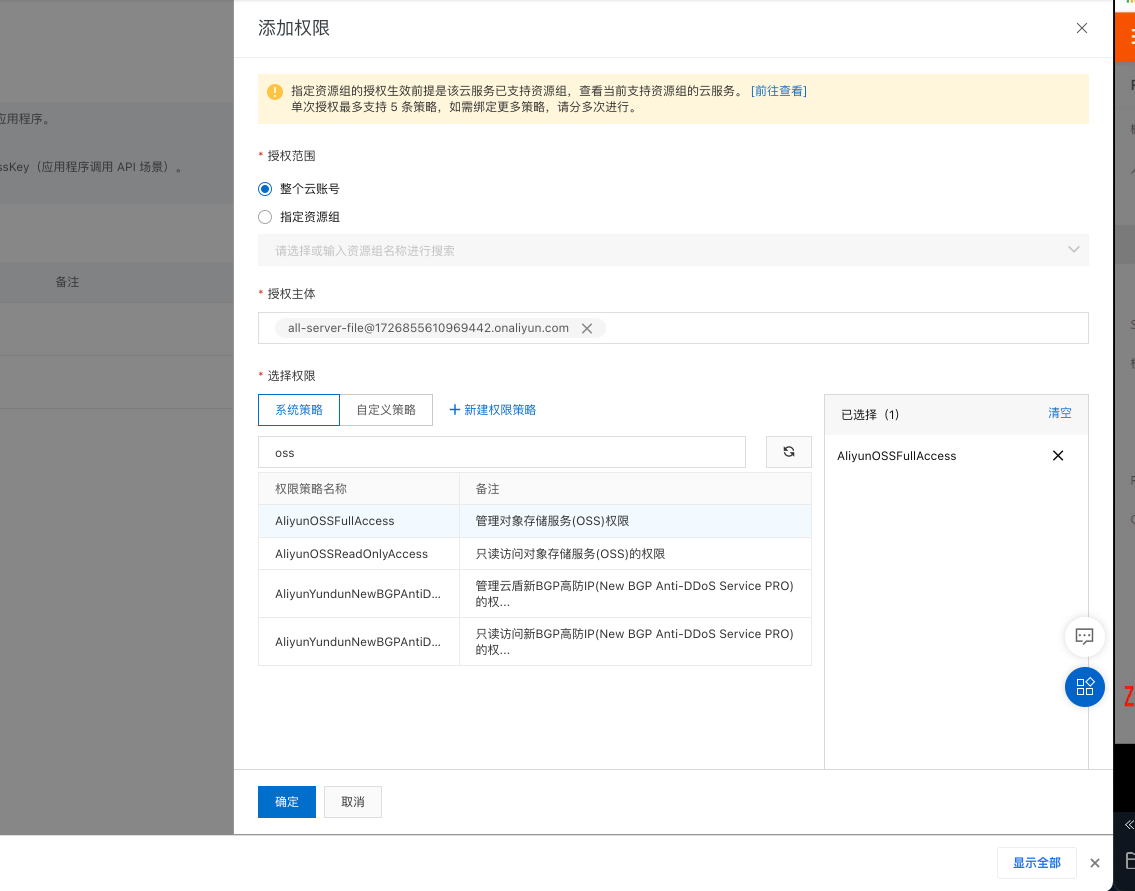 添加权限
指定资源组的授权生效前提是该云服务已支持资源组，查看当前支持资源组的云服务。 [前往查看]
单次授权最多支持 5 条策略，如需绑定更多策略，请分多次进行。
应用程序。
ssKey（应用程序调用 API 场景）。
备注
* 授权范围
整个云账号
指定资源组
请选择或输入资源组名称进行搜索
* 授权主体
all-server-file@1726855610969442.onaliyun.com
* 选择权限
系统策略 自定义策略 + 新建权限策略
已选择（1） 清空
oss
AliyunOSSFullAccess
权限策略名称 备注
AliyunOSSFullAccess 管理对象存储服务(OSS)权限
AliyunOSSReadOnlyAccess 只读访问对象存储服务(OSS)的权限
AliyunYundunNewBGPAntiD... 管理云盾新BGP高防IP(New BGP Anti-DDoS Service PRO)
的权...
AliyunYundunNewBGPAntiD... 只读访问新BGP高防IP(New BGP Anti-DDoS Service PRO)
的权...
确定 取消
显示全部